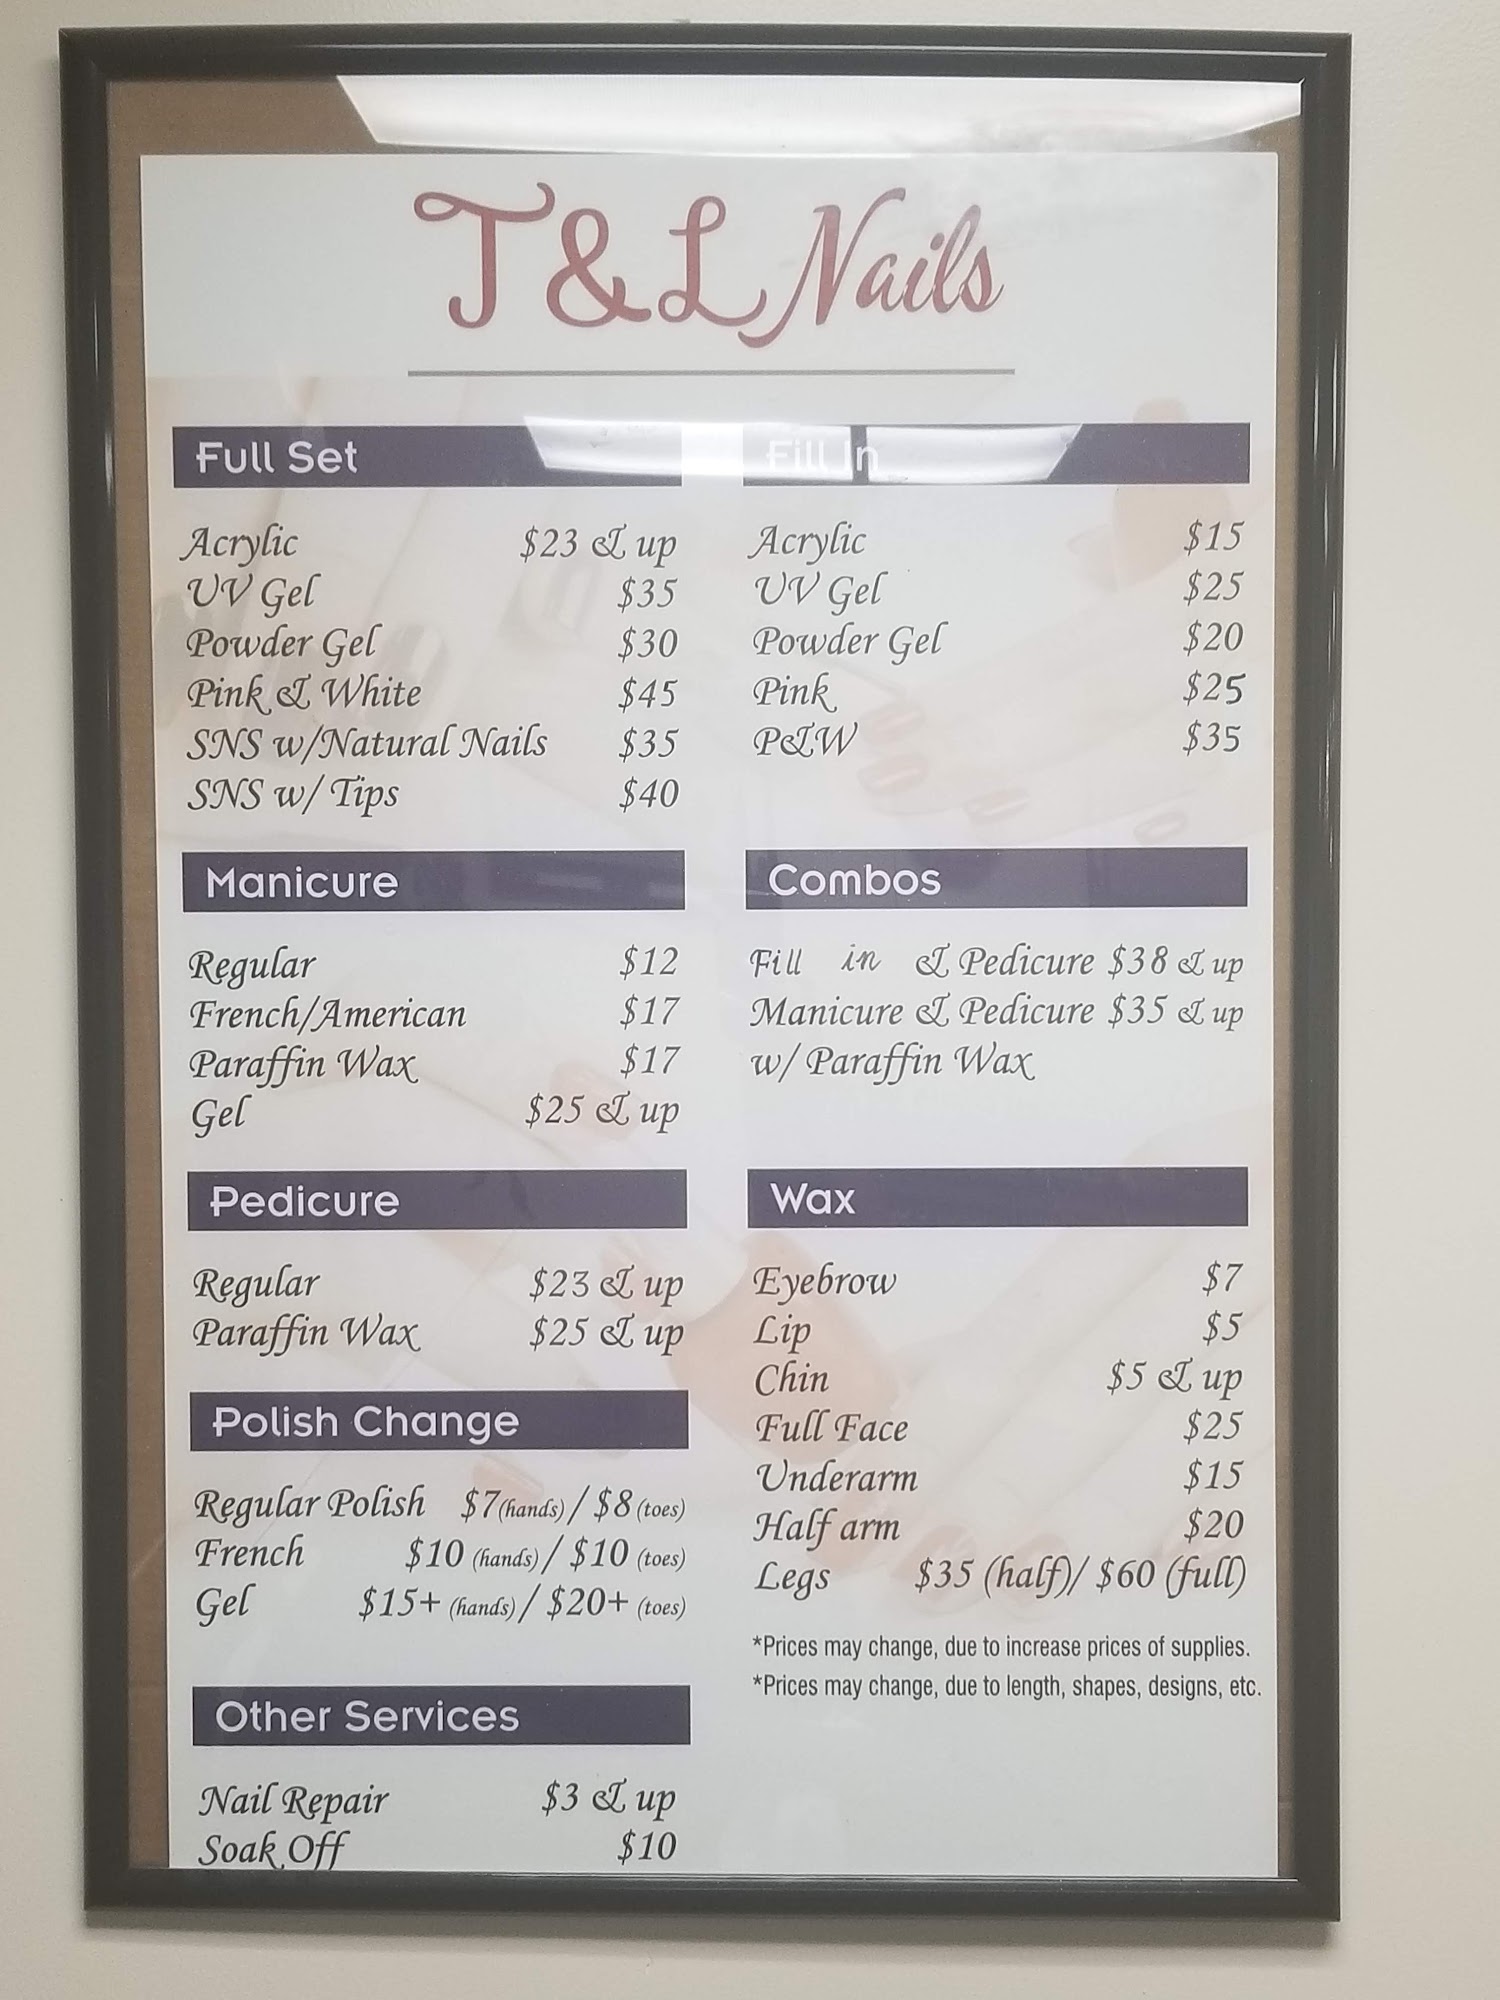 T&L Nails
Full Set
Acrylic $23 & up
UV Gel $35
Powder Gel $30
Pink & White $45
SNS w/Natural Nails $35
SNS w/ Tips $40
Fill In
Acrylic $15
UV Gel $25
Powder Gel $20
Pink $25
P&W $35
Manicure
Regular $12
French/American $17
Paraffin Wax $17
Gel $25 & up
Combos
Fill in & Pedicure $38 & up
Manicure & Pedicure $35 & up
w/ Paraffin Wax
Pedicure
Regular $23 & up
Paraffin Wax $25 & up
Wax
Eyebrow $7
Lip $5
Chin $5 & up
Full Face $25
Underarm $15
Half arm $20
Legs $35 (half)/ $60 (full)
*Prices may change, due to increase prices of supplies.
*Prices may change, due to length, shapes, designs, etc.
Polish Change
Regular Polish $7(hands)/ $8 (toes)
French $10 (hands)/ $10 (toes)
Gel $15+ (hands)/ $20+ (toes)
Other Services
Nail Repair $3 & up
Soak Off $10